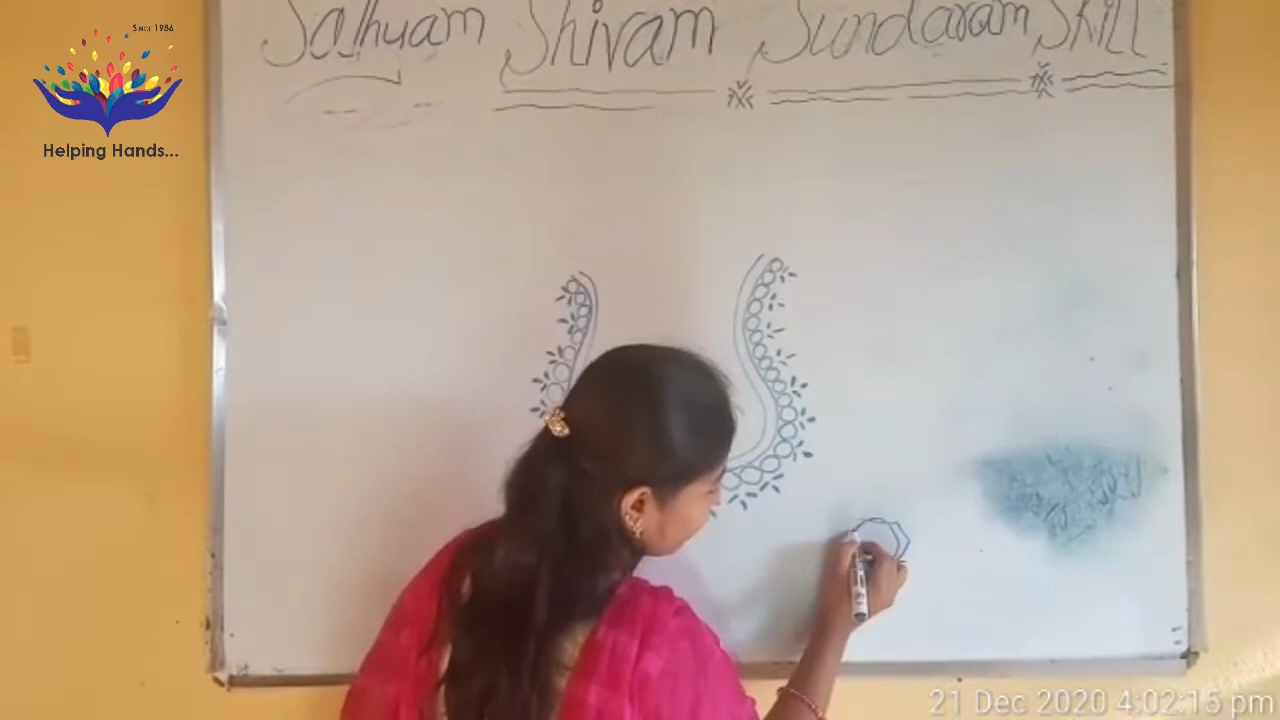 Sathyam Shivam Sundaram Skill
SINCE 1986
Helping Hands...
21 Dec 2020 4:02:15 pm